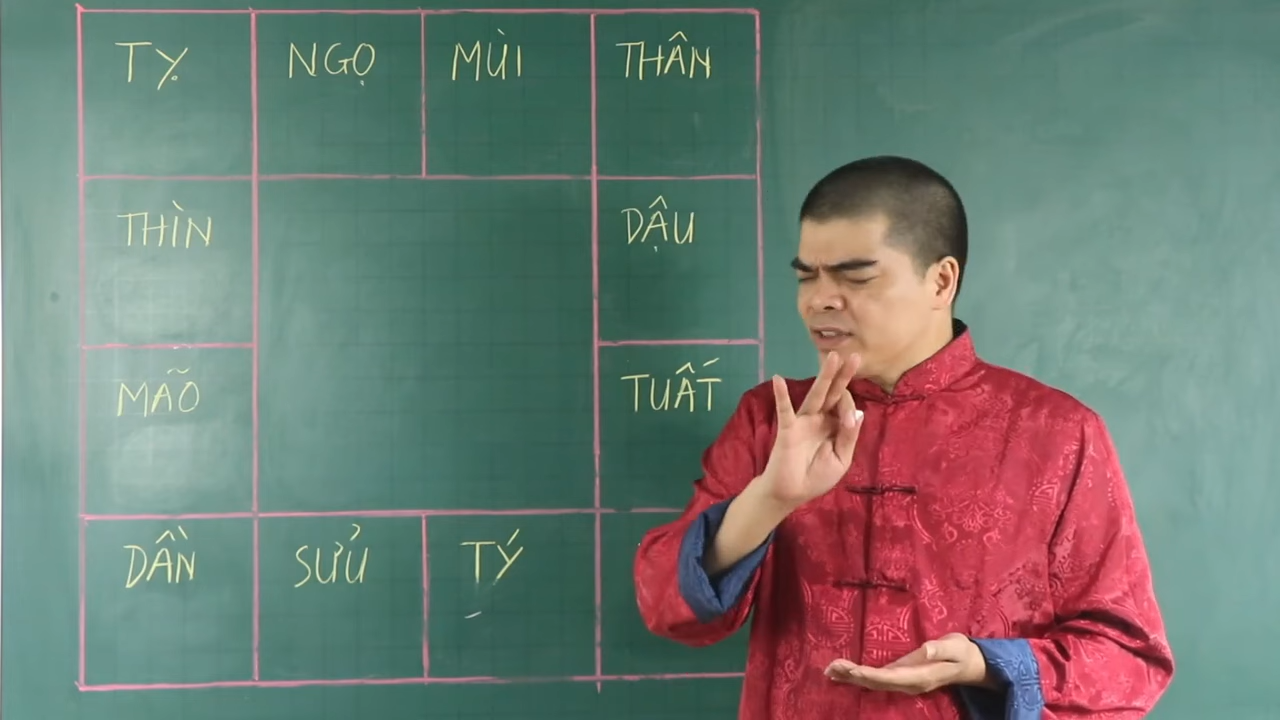 TỴ NGỌ MÙI THÂN
THÌN DẬU
MÃO TUẤT
DẦN SỬU TÝ